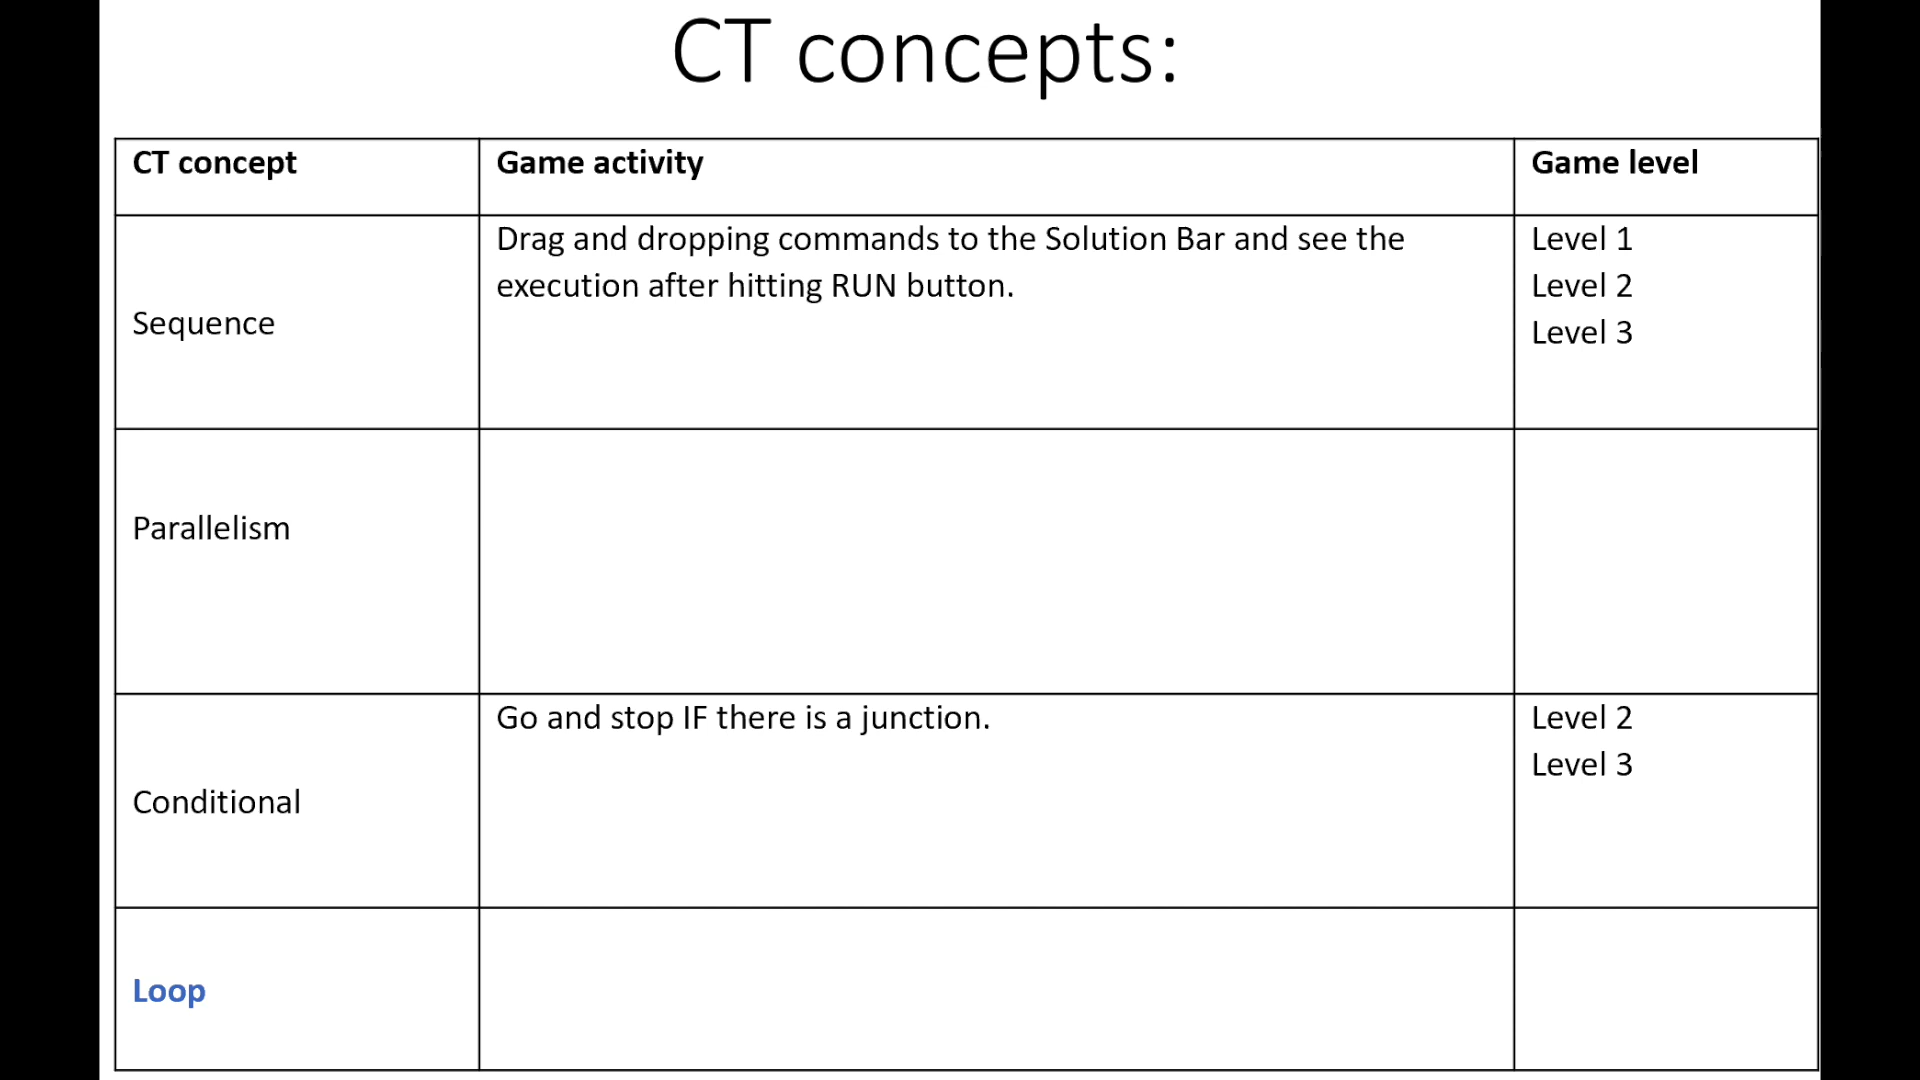 CT concepts:
CT concept
Game activity
Game level
Sequence
Drag and dropping commands to the Solution Bar and see the
execution after hitting RUN button.
Level 1
Level 2
Level 3
Parallelism
Conditional
Go and stop IF there is a junction.
Level 2
Level 3
Loop